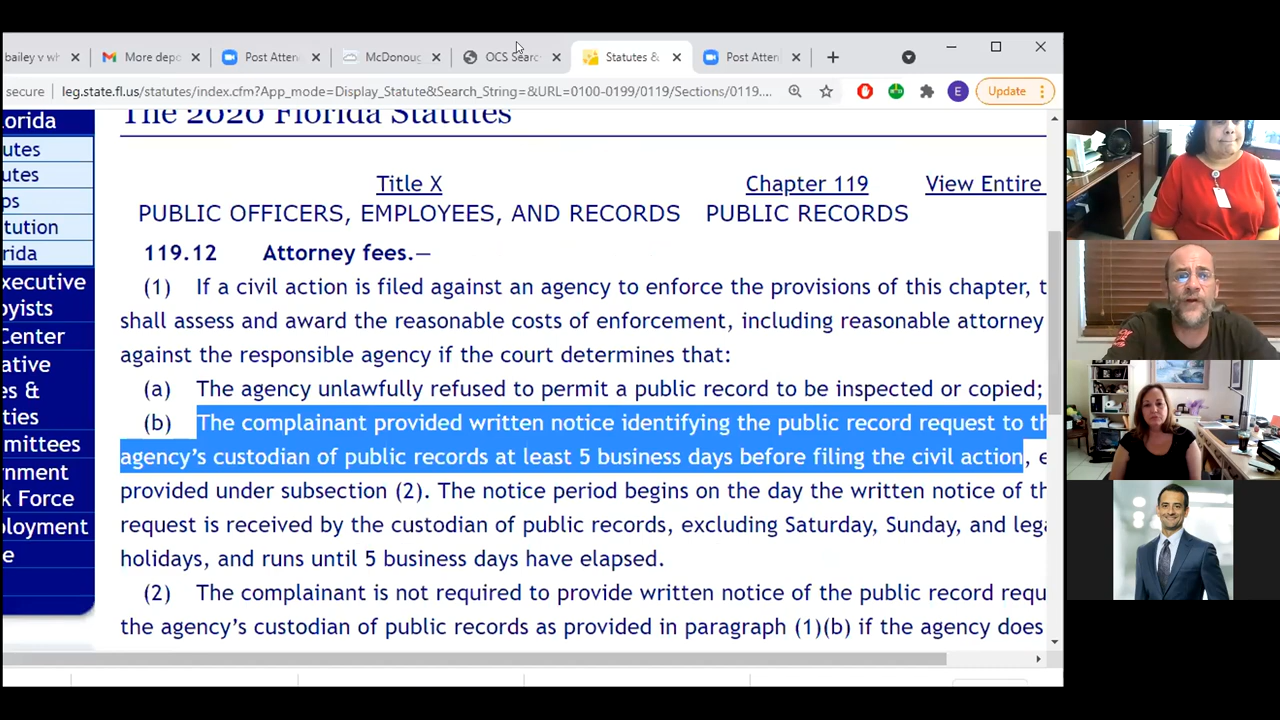 bailey v wh
More depo
Post Atten
McDonoug
OCS Searc
Statutes &
Post Atten
secure
leg.state.fl.us/statutes/index.cfm?App_mode=Display_Statute&Search_String=&URL=0100-0199/0119/Sections/0119....
E
Update
lorida
utes
utes
ps
tution
rida
xecutive
byists
Center
ative
es &
ties
mittees
rnment
k Force
ployment
e
The 2020 Florida Statutes
Title X
Chapter 119
View Entire
PUBLIC OFFICERS, EMPLOYEES, AND RECORDS
PUBLIC RECORDS
119.12 Attorney fees.—
(1) If a civil action is filed against an agency to enforce the provisions of this chapter, t
shall assess and award the reasonable costs of enforcement, including reasonable attorney
against the responsible agency if the court determines that:
(a) The agency unlawfully refused to permit a public record to be inspected or copied;
(b) The complainant provided written notice identifying the public record request to th
agency’s custodian of public records at least 5 business days before filing the civil action, e
provided under subsection (2). The notice period begins on the day the written notice of th
request is received by the custodian of public records, excluding Saturday, Sunday, and lega
holidays, and runs until 5 business days have elapsed.
(2) The complainant is not required to provide written notice of the public record requ
the agency’s custodian of public records as provided in paragraph (1)(b) if the agency does